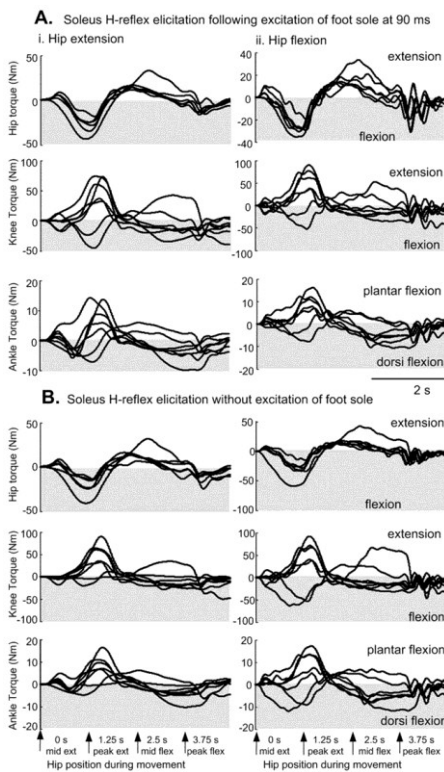 A. Soleus H-reflex elicitation following excitation of foot sole at 90 ms
i. Hip extension
ii. Hip flexion
Hip torque (Nm)
50
0
-50
40
20
0
-20
-40
extension
flexion
Knee Torque (Nm)
100
50
0
-50
100
50
0
-50
-100
extension
flexion
Ankle Torque (Nm)
20
10
0
-10
20
10
0
-10
-20
plantar flexion
dorsi flexion
2 s
B. Soleus H-reflex elicitation without excitation of foot sole
Hip torque (Nm)
50
0
-50
50
0
-50
-100
extension
flexion
Knee Torque (Nm)
100
50
0
-50
-100
100
50
0
-50
-100
extension
flexion
Ankle Torque (Nm)
20
10
0
-10
-20
20
10
0
-10
-20
plantar flexion
dorsi flexion
0 s 1.25 s 2.5 s 3.75 s
mid ext peak ext mid flex peak flex
0 s 1.25 s 2.5 s 3.75 s
mid ext peak ext mid flex peak flex
Hip position during movement